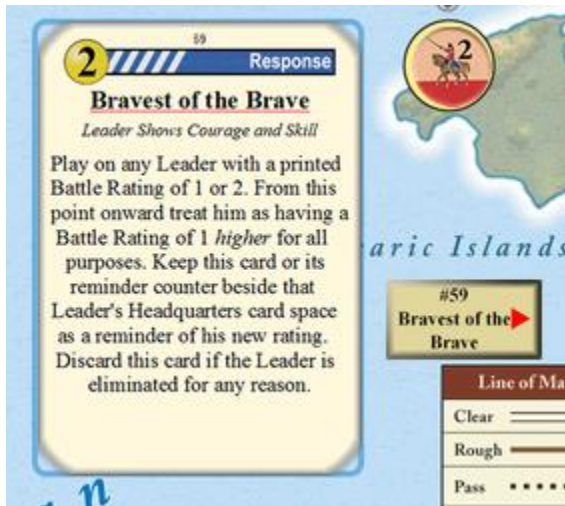 59
2 Response
Bravest of the Brave
Leader Shows Courage and Skill
Play on any Leader with a printed
Battle Rating of 1 or 2. From this
point onward treat him as having a
Battle Rating of 1 higher for all
purposes. Keep this card or its
reminder counter beside that
Leader's Headquarters card space
as a reminder of his new rating.
Discard this card if the Leader is
eliminated for any reason.
2
aric Islands
#59
Bravest of the
Brave
Line of Ma
Clear
Rough
Pass